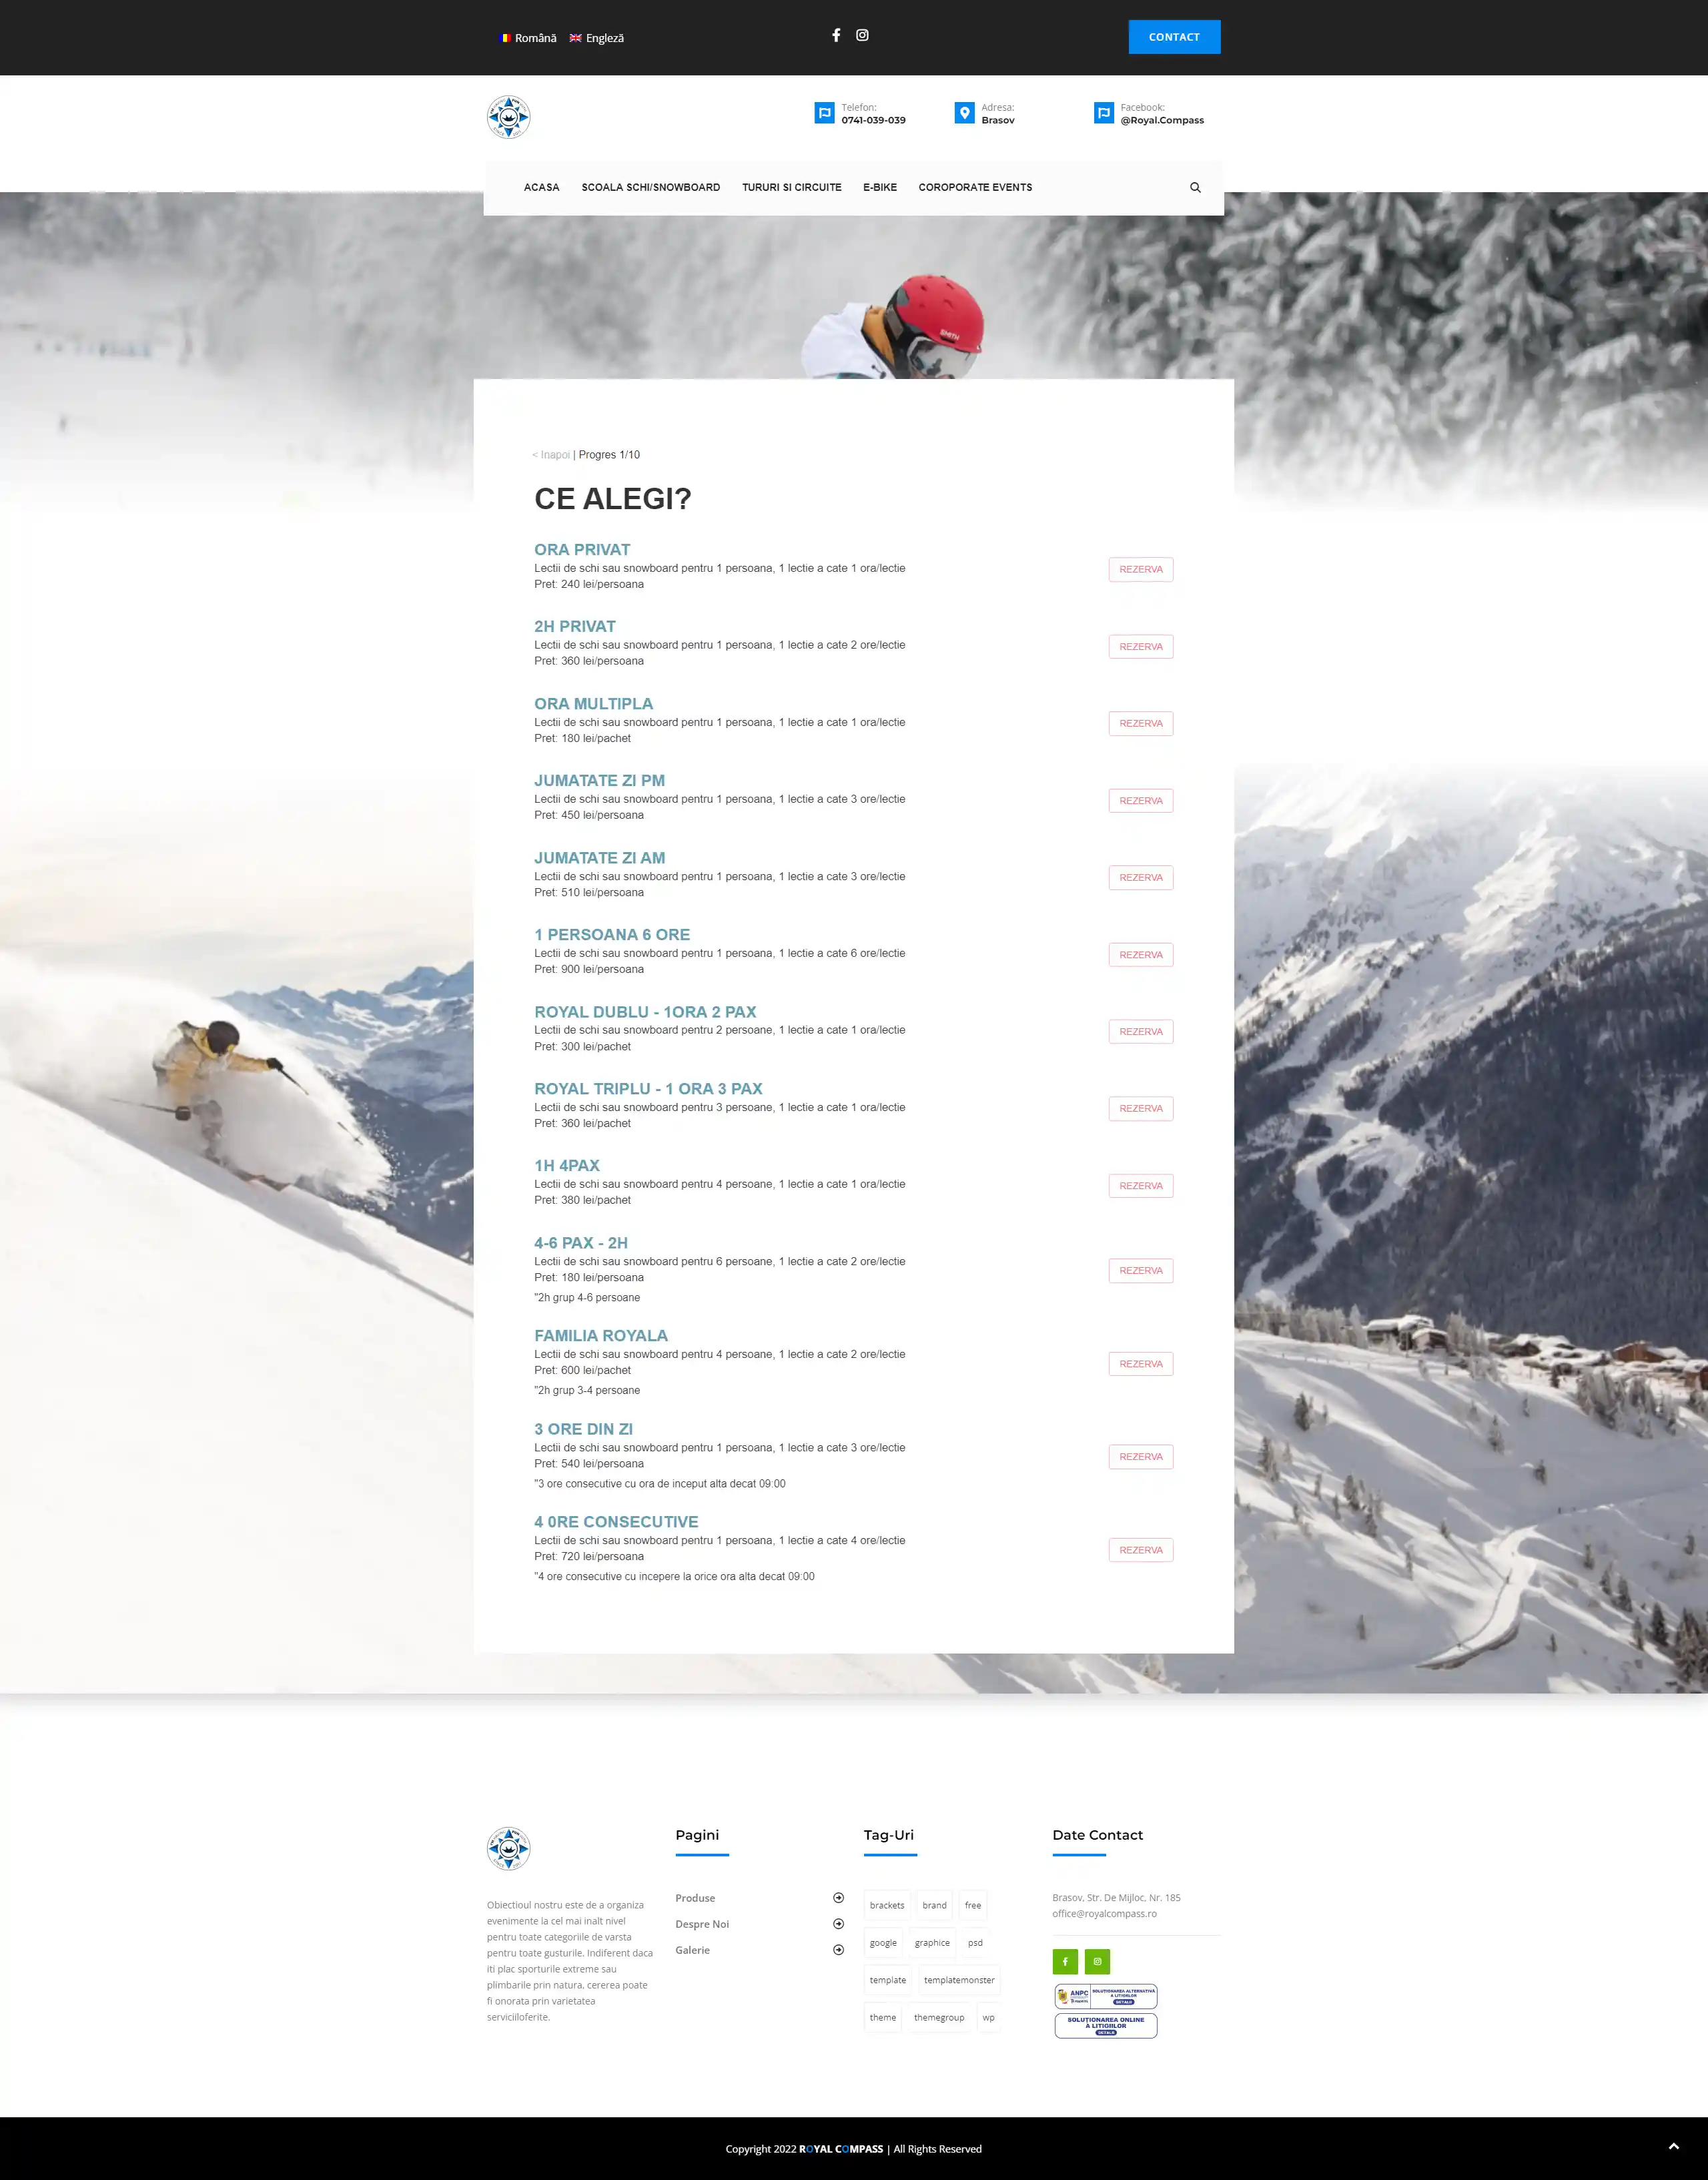 Română Engleză
CONTACT
Telefon:
0741-039-039
Adresa:
Brasov
Facebook:
@Royal.Compass
ACASA SCOALA SCHI/SNOWBOARD TURURI SI CIRCUITE E-BIKE COROPORATE EVENTS
SMITH
< Inapoi | Progres 1/10
CE ALEGI?
ORA PRIVAT
Lectii de schi sau snowboard pentru 1 persoana, 1 lectie a cate 1 ora/lectie
Pret: 240 lei/persoana
REZERVA
2H PRIVAT
Lectii de schi sau snowboard pentru 1 persoana, 1 lectie a cate 2 ore/lectie
Pret: 360 lei/persoana
REZERVA
ORA MULTIPLA
Lectii de schi sau snowboard pentru 1 persoana, 1 lectie a cate 1 ora/lectie
Pret: 180 lei/pachet
REZERVA
JUMATATE ZI PM
Lectii de schi sau snowboard pentru 1 persoana, 1 lectie a cate 3 ore/lectie
Pret: 450 lei/persoana
REZERVA
JUMATATE ZI AM
Lectii de schi sau snowboard pentru 1 persoana, 1 lectie a cate 3 ore/lectie
Pret: 510 lei/persoana
REZERVA
1 PERSOANA 6 ORE
Lectii de schi sau snowboard pentru 1 persoana, 1 lectie a cate 6 ore/lectie
Pret: 900 lei/persoana
REZERVA
ROYAL DUBLU - 1ORA 2 PAX
Lectii de schi sau snowboard pentru 2 persoane, 1 lectie a cate 1 ora/lectie
Pret: 300 lei/pachet
REZERVA
ROYAL TRIPLU - 1 ORA 3 PAX
Lectii de schi sau snowboard pentru 3 persoane, 1 lectie a cate 1 ora/lectie
Pret: 360 lei/pachet
REZERVA
1H 4PAX
Lectii de schi sau snowboard pentru 4 persoane, 1 lectie a cate 1 ora/lectie
Pret: 380 lei/pachet
REZERVA
4-6 PAX - 2H
Lectii de schi sau snowboard pentru 6 persoane, 1 lectie a cate 2 ore/lectie
Pret: 180 lei/persoana
"2h grup 4-6 persoane
REZERVA
FAMILIA ROYALA
Lectii de schi sau snowboard pentru 4 persoane, 1 lectie a cate 2 ore/lectie
Pret: 600 lei/pachet
"2h grup 3-4 persoane
REZERVA
3 ORE DIN ZI
Lectii de schi sau snowboard pentru 1 persoana, 1 lectie a cate 3 ore/lectie
Pret: 540 lei/persoana
"3 ore consecutive cu ora de inceput alta decat 09:00
REZERVA
4 0RE CONSECUTIVE
Lectii de schi sau snowboard pentru 1 persoana, 1 lectie a cate 4 ore/lectie
Pret: 720 lei/persoana
"4 ore consecutive cu incepere la orice ora alta decat 09:00
REZERVA
Obiectioul nostru este de a organiza
evenimente la cel mai inalt nivel
pentru toate categoriile de varsta
pentru toate gusturile. Indiferent daca
iti plac sporturile extreme sau
plimbarile prin natura, cererea poate
fi onorata prin varietatea
serviciiloferite.
Pagini
Produse
Despre Noi
Galerie
Tag-Uri
brackets brand free
google graphice psd
template templatemonster
theme themegroup wp
Date Contact
Brasov, Str. De Mijloc, Nr. 185
office@royalcompass.ro
ANPC
SOLUȚIONAREA ALTERNATIVĂ
A LITIGIILOR
DETALII
SOLUȚIONAREA ONLINE
A LITIGIILOR
DETALII
Copyright 2022 ROYAL COMPASS | All Rights Reserved